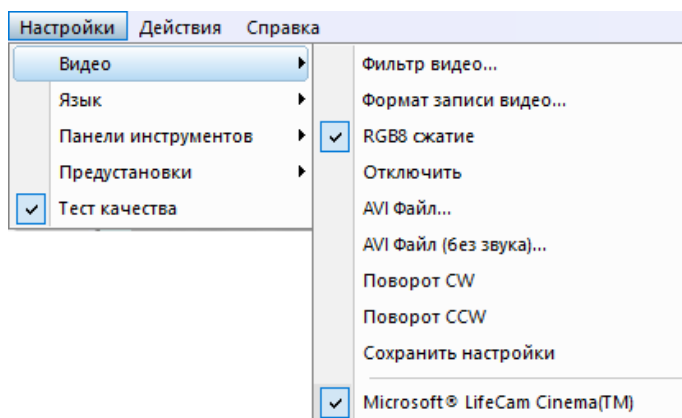 Настройки Действия Справка
Видео
Язык
Панели инструментов
Предустановки
Тест качества
Фильтр видео...
Формат записи видео...
RGB8 сжатие
Отключить
AVI Файл...
AVI Файл (без звука)...
Поворот CW
Поворот CCW
Сохранить настройки
Microsoft® LifeCam Cinema(TM)